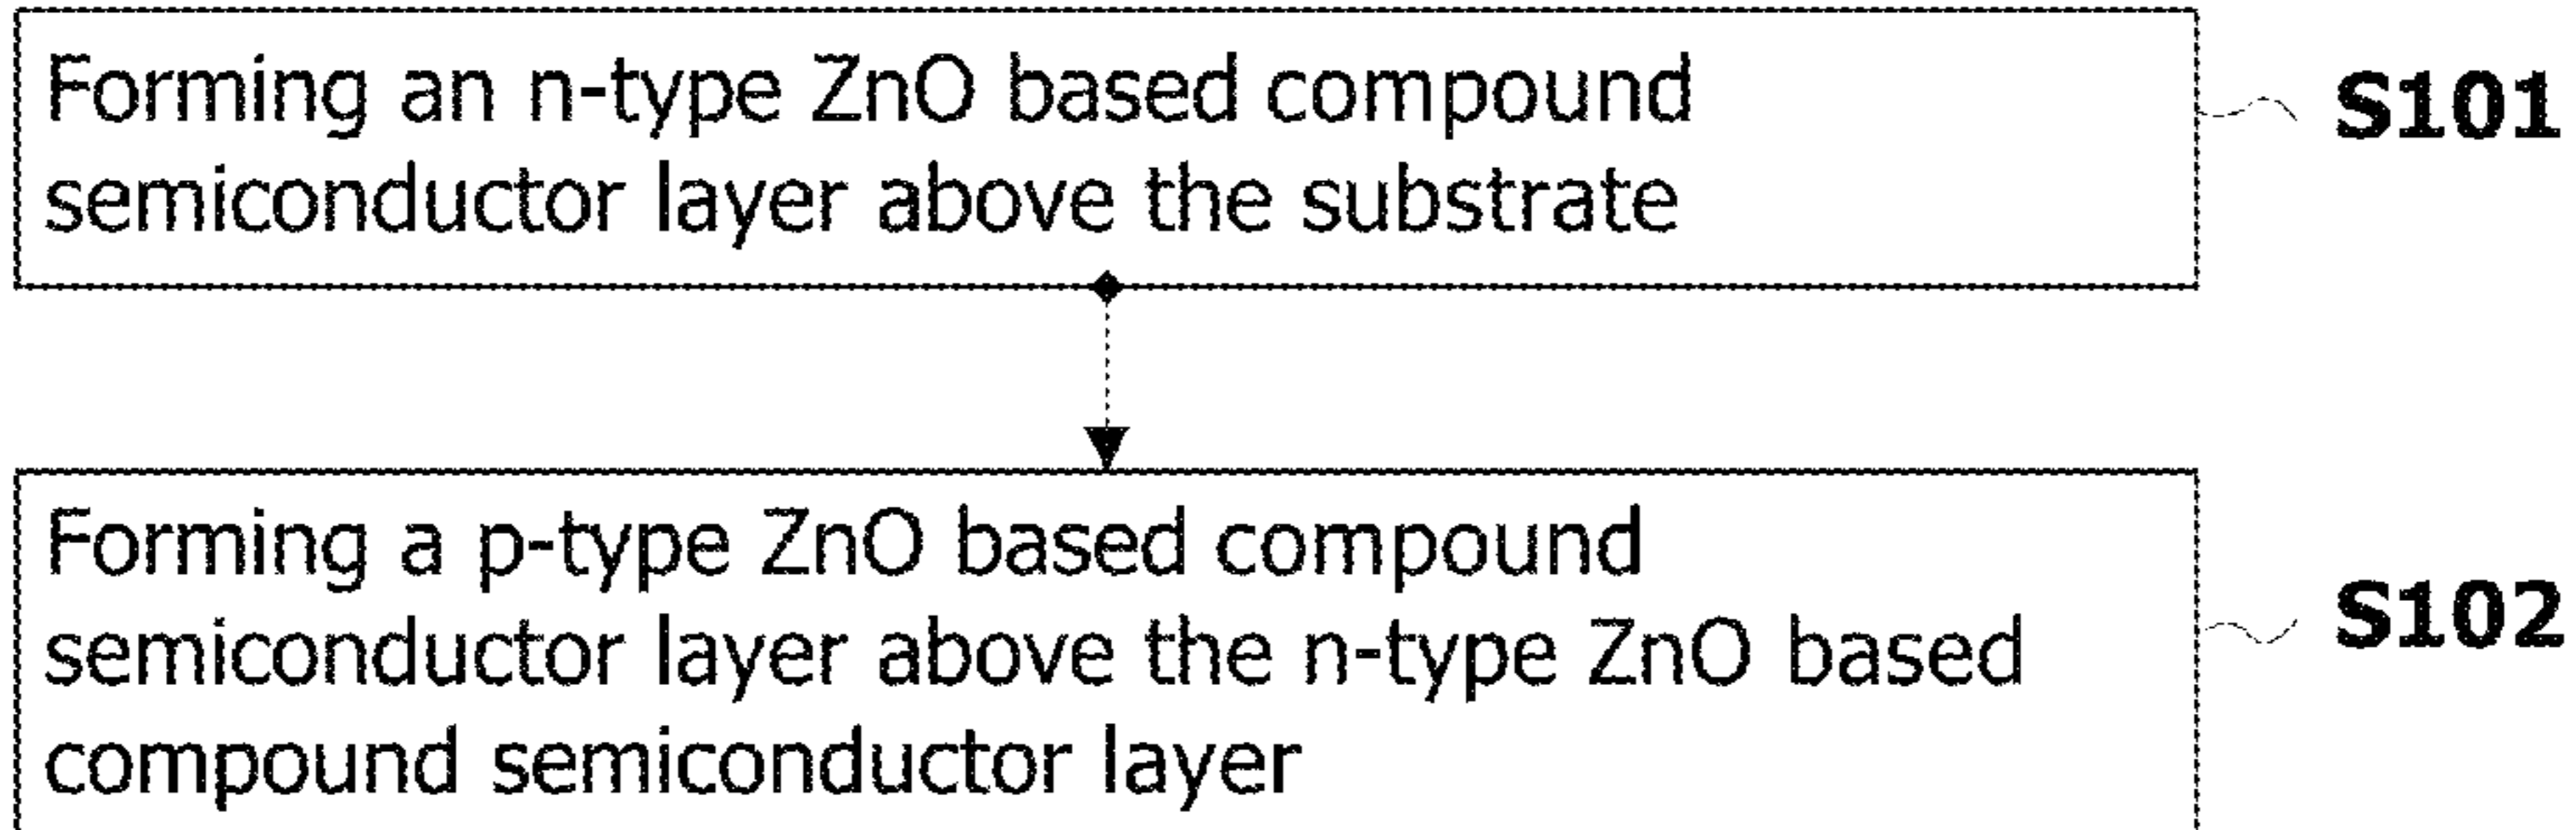 Forming an n-type ZnO based compound
semiconductor layer above the substrate
S101
Forming a p-type ZnO based compound
semiconductor layer above the n-type ZnO based
compound semiconductor layer
S102